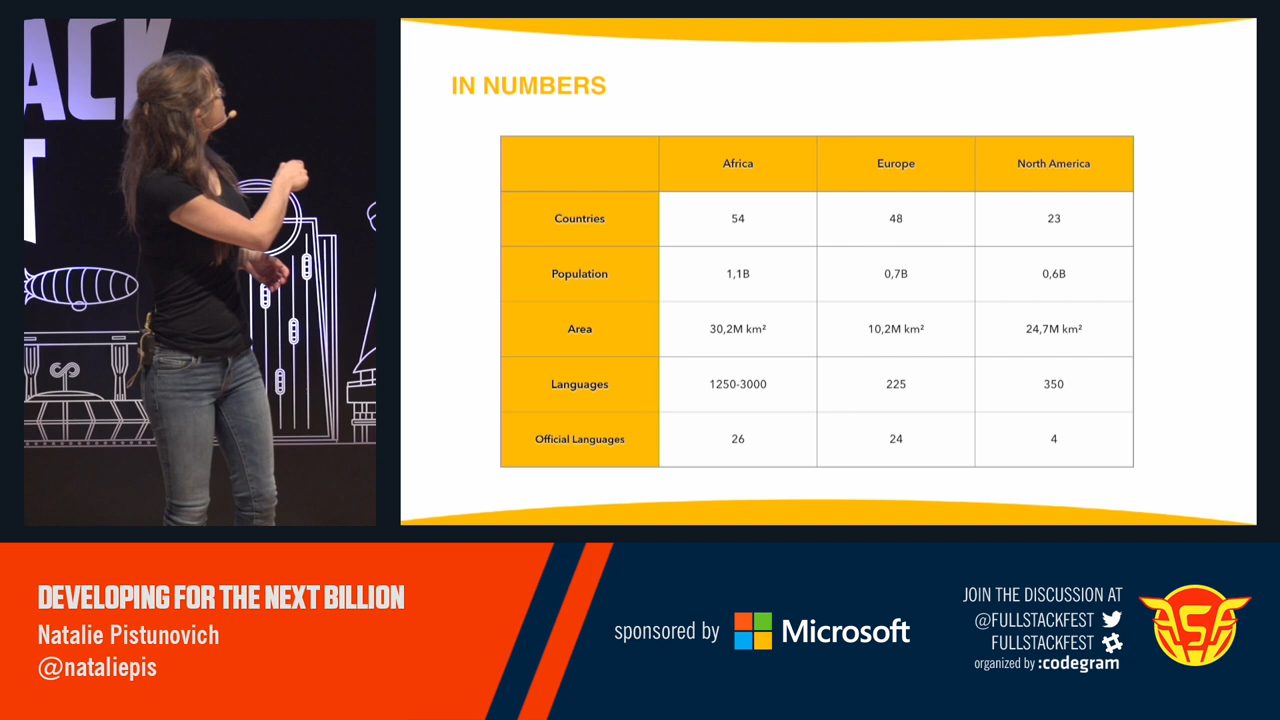 ACK
T
IN NUMBERS
Africa Europe North America
Countries 54 48 23
Population 1,1B 0,7B 0,6B
Area 30,2M km² 10,2M km² 24,7M km²
Languages 1250-3000 225 350
Official Languages 26 24 4
DEVELOPING FOR THE NEXT BILLION
Natalie Pistunovich
@nataliepis
sponsored by Microsoft
JOIN THE DISCUSSION AT
@FULLSTACKFEST
FULLSTACKFEST
organized by :codegram
FSF